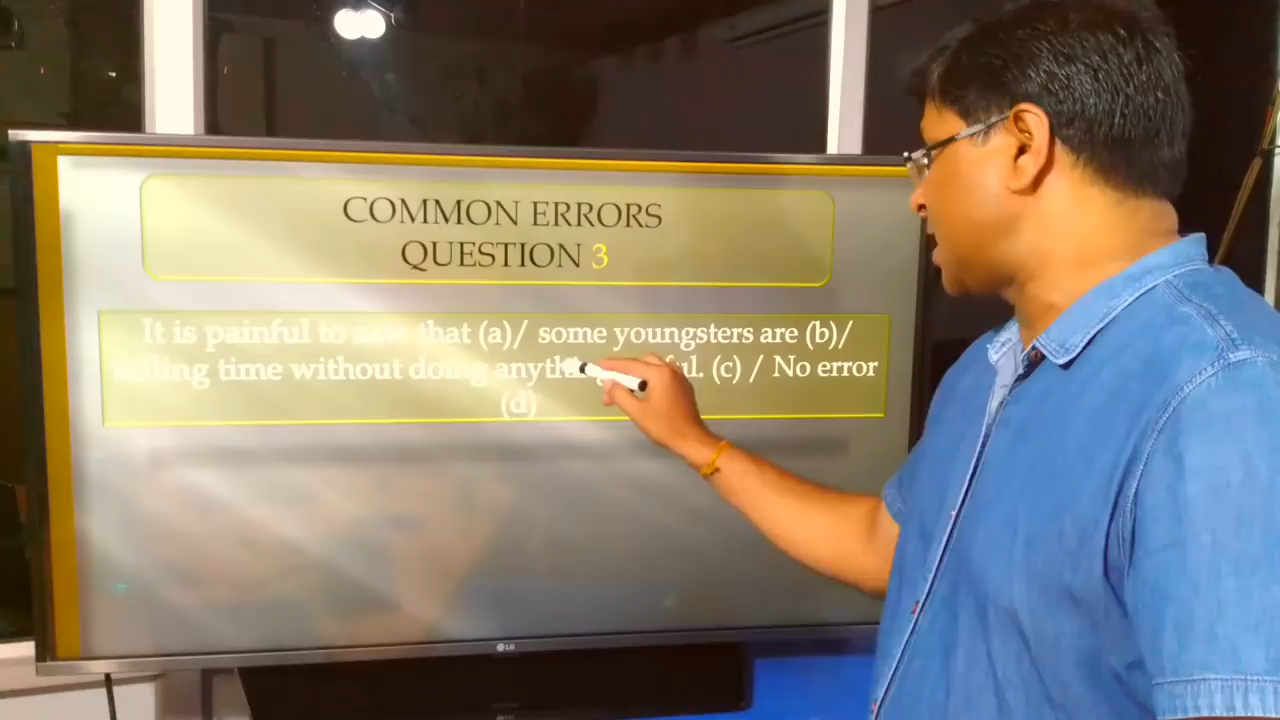 COMMON ERRORS
QUESTION 3
It is painful to that (a)/ some youngsters are (b)/
time without doing (c) / No error
(d)
LG